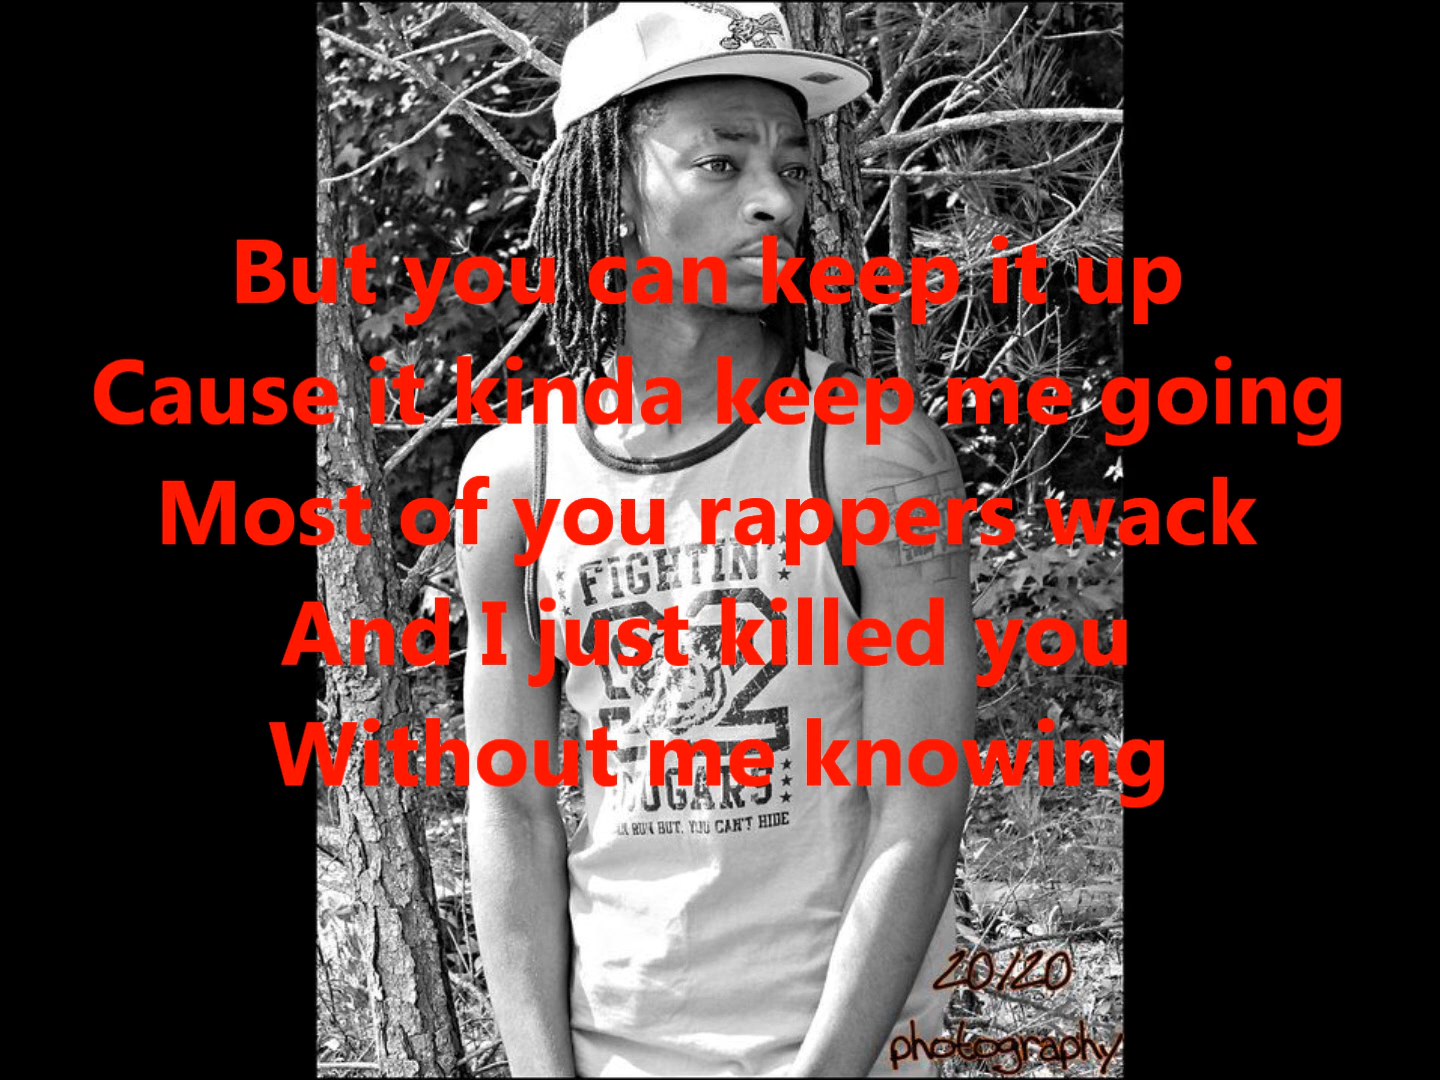 But you can keep it up
Cause it kinda keep me going
Most of you rappers wack
And I just killed you
Without me knowing
FIGHTIN'
92
COUGARS
RUN BUT, YOU CAN'T HIDE
20/20
photography